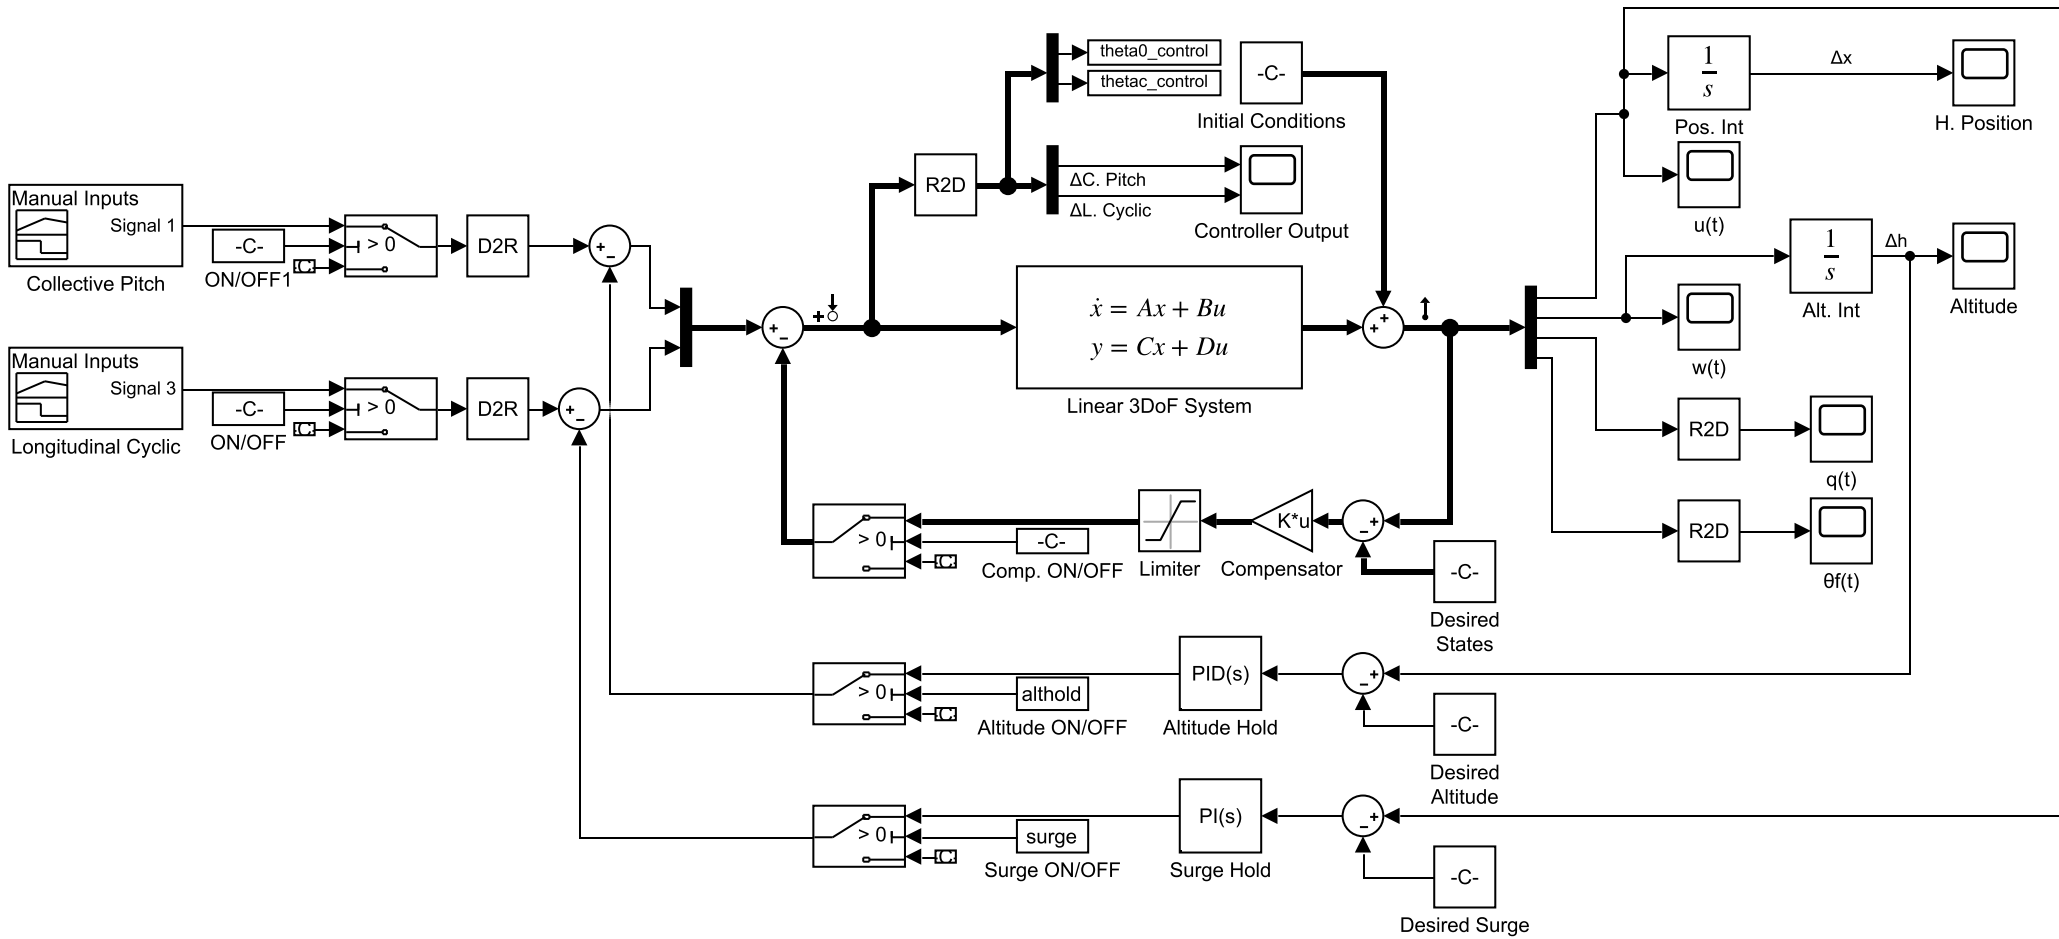 theta0_control
thetac_control
-C-
Initial Conditions
R2D
ΔC. Pitch
ΔL. Cyclic
Controller Output
1
s
Pos. Int
Δx
H. Position
u(t)
Manual Inputs
Signal 1
Collective Pitch
-C-
ON/OFF1
C
> 0
D2R
+
−
Manual Inputs
Signal 3
Longitudinal Cyclic
-C-
ON/OFF
C
> 0
D2R
+
−
+
−
+
ẋ = Ax + Bu
y = Cx + Du
Linear 3DoF System
+
+
1
s
Alt. Int
Δh
Altitude
w(t)
R2D
q(t)
R2D
θf(t)
> 0
-C-
Comp. ON/OFF
C
Limiter
K*u
Compensator
+
−
-C-
Desired
States
> 0
althold
Altitude ON/OFF
C
PID(s)
Altitude Hold
+
−
-C-
Desired
Altitude
> 0
surge
Surge ON/OFF
C
PI(s)
Surge Hold
+
−
-C-
Desired Surge